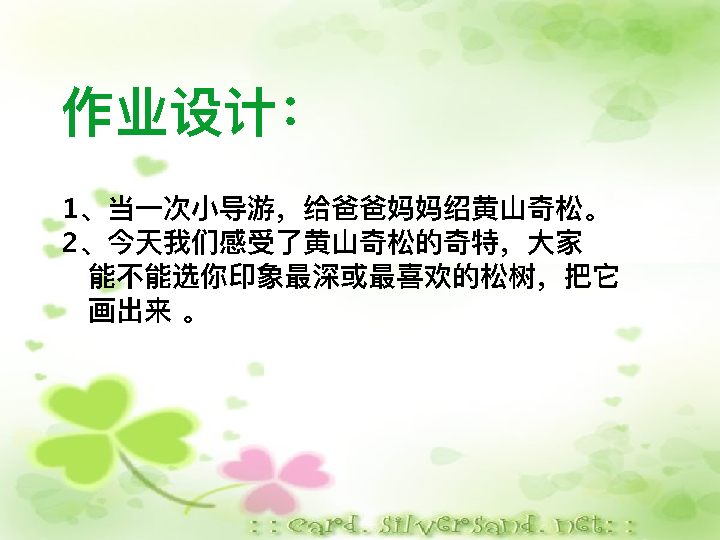 作业设计：
1、当一次小导游，给爸爸妈妈绍黄山奇松。
2、今天我们感受了黄山奇松的奇特，大家
能不能选你印象最深或最喜欢的松树，把它
画出来 。
::card.silversand.net::